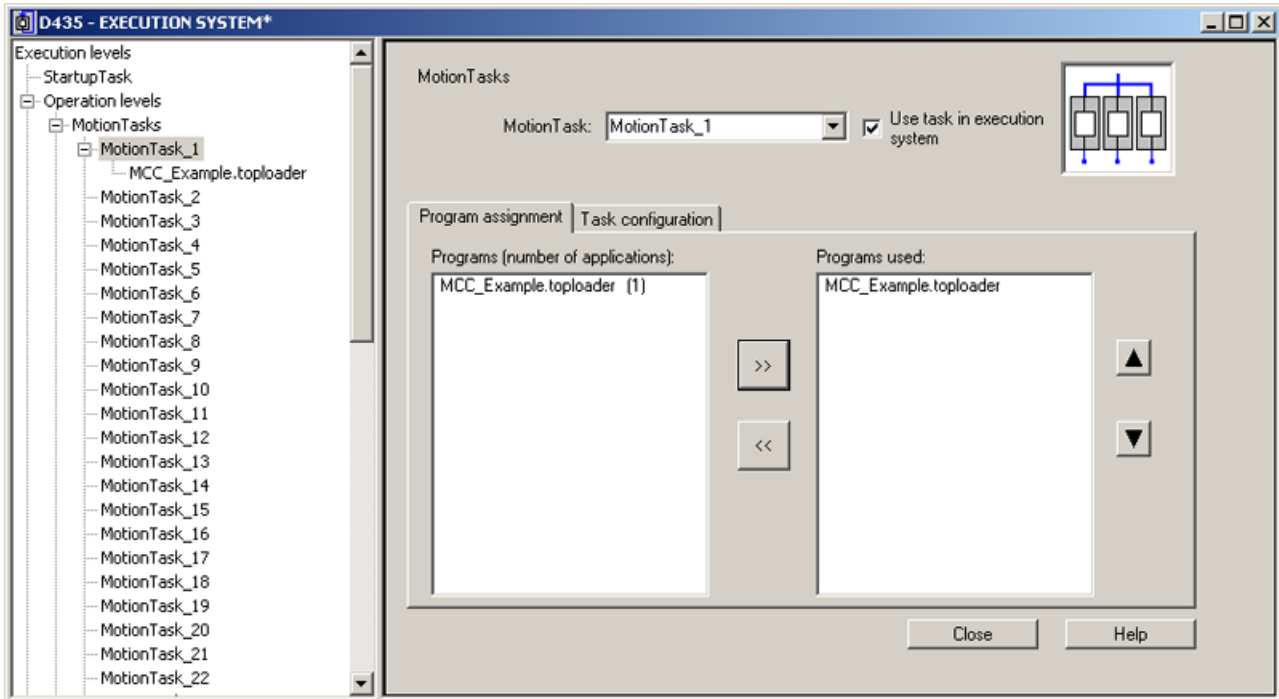 D435 - EXECUTION SYSTEM*
Execution levels
StartupTask
Operation levels
MotionTasks
MotionTask_1
MCC_Example.toploader
MotionTask_2
MotionTask_3
MotionTask_4
MotionTask_5
MotionTask_6
MotionTask_7
MotionTask_8
MotionTask_9
MotionTask_10
MotionTask_11
MotionTask_12
MotionTask_13
MotionTask_14
MotionTask_15
MotionTask_16
MotionTask_17
MotionTask_18
MotionTask_19
MotionTask_20
MotionTask_21
MotionTask_22
MotionTasks
MotionTask: MotionTask_1
Use task in execution
system
Program assignment Task configuration
Programs (number of applications):
MCC_Example.toploader (1)
>>
<<
Programs used:
MCC_Example.toploader
Close Help